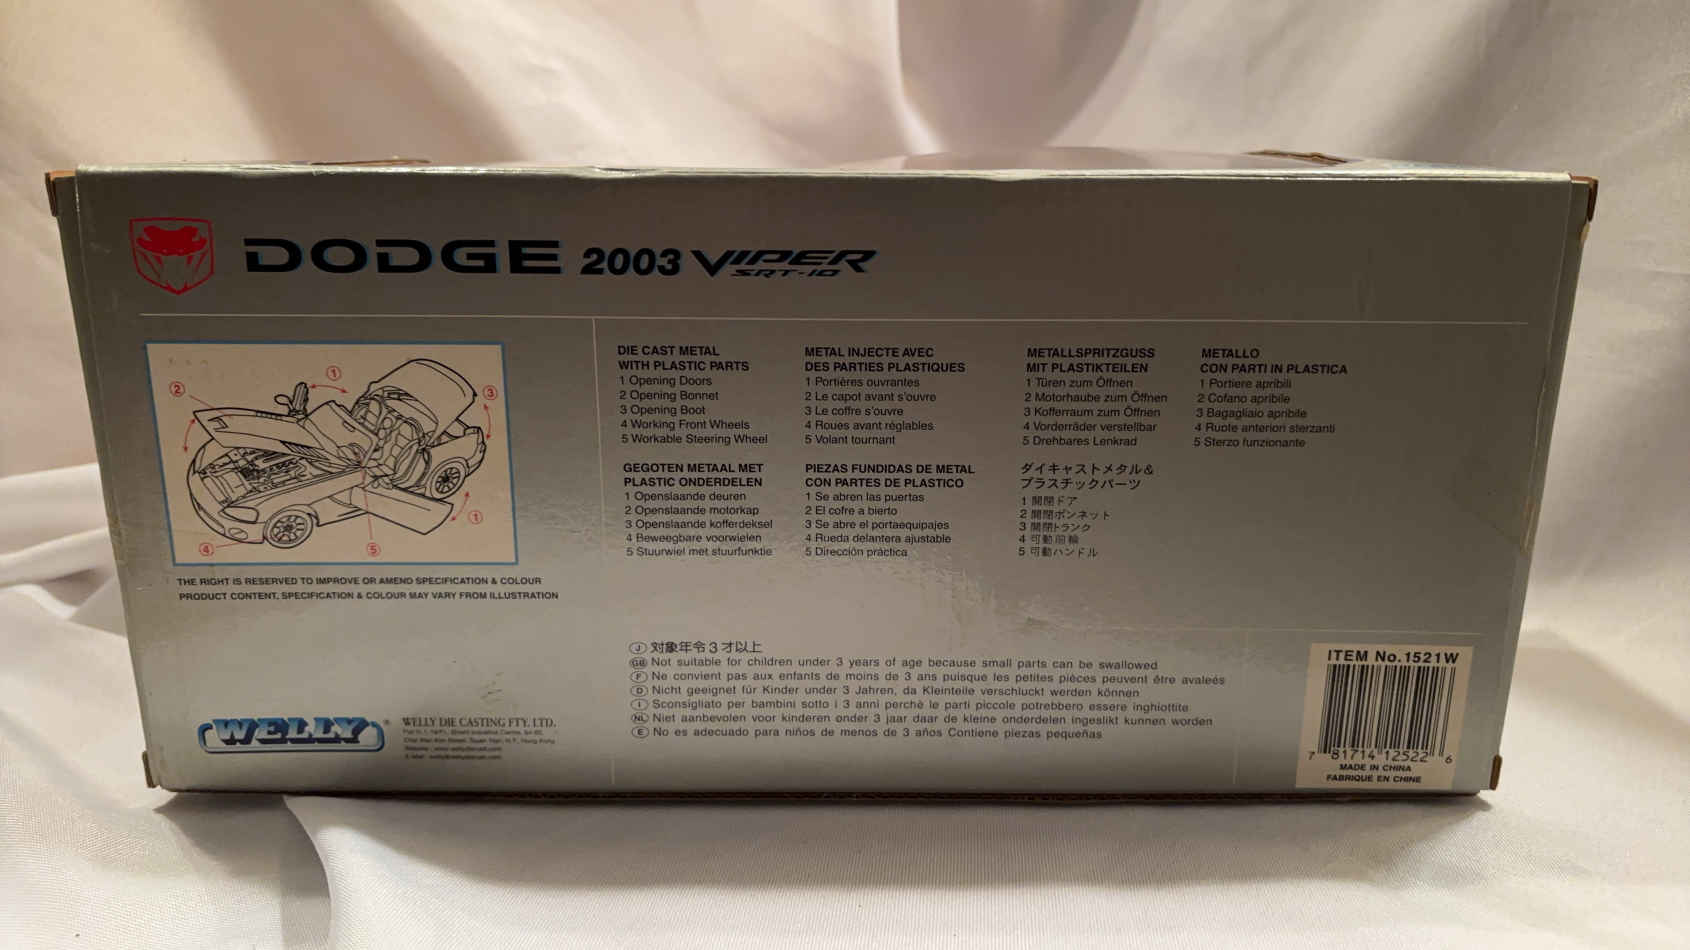 DODGE 2003 VIPER
SRT-10
1
2
3
1
4
5
THE RIGHT IS RESERVED TO IMPROVE OR AMEND SPECIFICATION & COLOUR
PRODUCT CONTENT, SPECIFICATION & COLOUR MAY VARY FROM ILLUSTRATION
DIE CAST METAL
WITH PLASTIC PARTS
1 Opening Doors
2 Opening Bonnet
3 Opening Boot
4 Working Front Wheels
5 Workable Steering Wheel
METAL INJECTE AVEC
DES PARTIES PLASTIQUES
1 Portières ouvrantes
2 Le capot avant s'ouvre
3 Le coffre s'ouvre
4 Roues avant réglables
5 Volant tournant
METALLSPRITZGUSS
MIT PLASTIKTEILEN
1 Türen zum Öffnen
2 Motorhaube zum Öffnen
3 Kofferraum zum Öffnen
4 Vorderräder verstellbar
5 Drehbares Lenkrad
METALLO
CON PARTI IN PLASTICA
1 Portiere apribili
2 Cofano apribile
3 Bagagliaio apribile
4 Ruote anteriori sterzanti
5 Sterzo funzionante
GEGOTEN METAAL MET
PLASTIC ONDERDELEN
1 Openslaande deuren
2 Openslaande motorkap
3 Openslaande kofferdeksel
4 Beweegbare voorwielen
5 Stuurwiel met stuurfunktie
PIEZAS FUNDIDAS DE METAL
CON PARTES DE PLASTICO
1 Se abren las puertas
2 El cofre a bierto
3 Se abre el portaequipajes
4 Rueda delantera ajustable
5 Dirección práctica
ダイキャストメタル&
プラスチックパーツ
1 開閉ドア
2 開閉ボンネット
3 開閉トランク
4 可動前輪
5 可動ハンドル
J 対象年令3才以上
GB Not suitable for children under 3 years of age because small parts can be swallowed
F Ne convient pas aux enfants de moins de 3 ans puisque les petites pièces peuvent être avaleés
D Nicht geeignet für Kinder under 3 Jahren, da Kleinteile verschluckt werden können
I Sconsigliato per bambini sotto i 3 anni perchè le parti piccole potrebbero essere inghiottite
NL Niet aanbevolen voor kinderen onder 3 jaar daar de kleine onderdelen ingeslikt kunnen worden
E No es adecuado para niños de menos de 3 años Contiene piezas pequeñas
WELLY ®
WELLY DIE CASTING FTY. LTD.
ITEM No.1521W
7 81714 12522 6
MADE IN CHINA
FABRIQUE EN CHINE